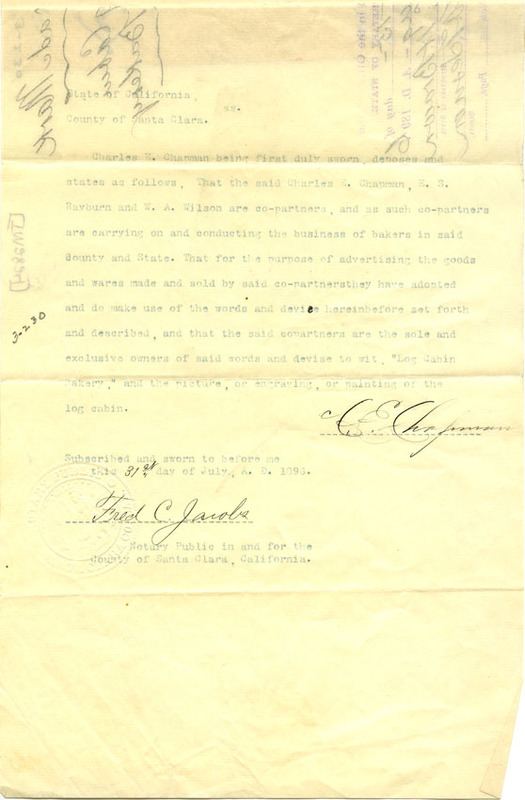 State of California,
ss.
County of Santa Clara.
Charles E. Chapman being first duly sworn, deposes and
states as follows, That the said Charles E. Chapman, E. S.
Rayburn and W. A. Wilson are co-partners, and as such co-partners
are carrying on and conducting the business of bakers in said
County and State. That for the purpose of advertising the goods
and wares made and sold by said co-partnersthey have adopted
and do make use of the words and device hereinbefore set forth
and described, and that the said copartners are the sole and
exclusive owners of said words and devise to wit, "Log Cabin
Bakery," and the picture, or engraving, or painting of the
log cabin.
C. E. Chapman
Subscribed and sworn to before me
this 31st day of July, A. D. 1896.
Fred C. Jacobs
Notary Public in and for the
County of Santa Clara, California.
3-230